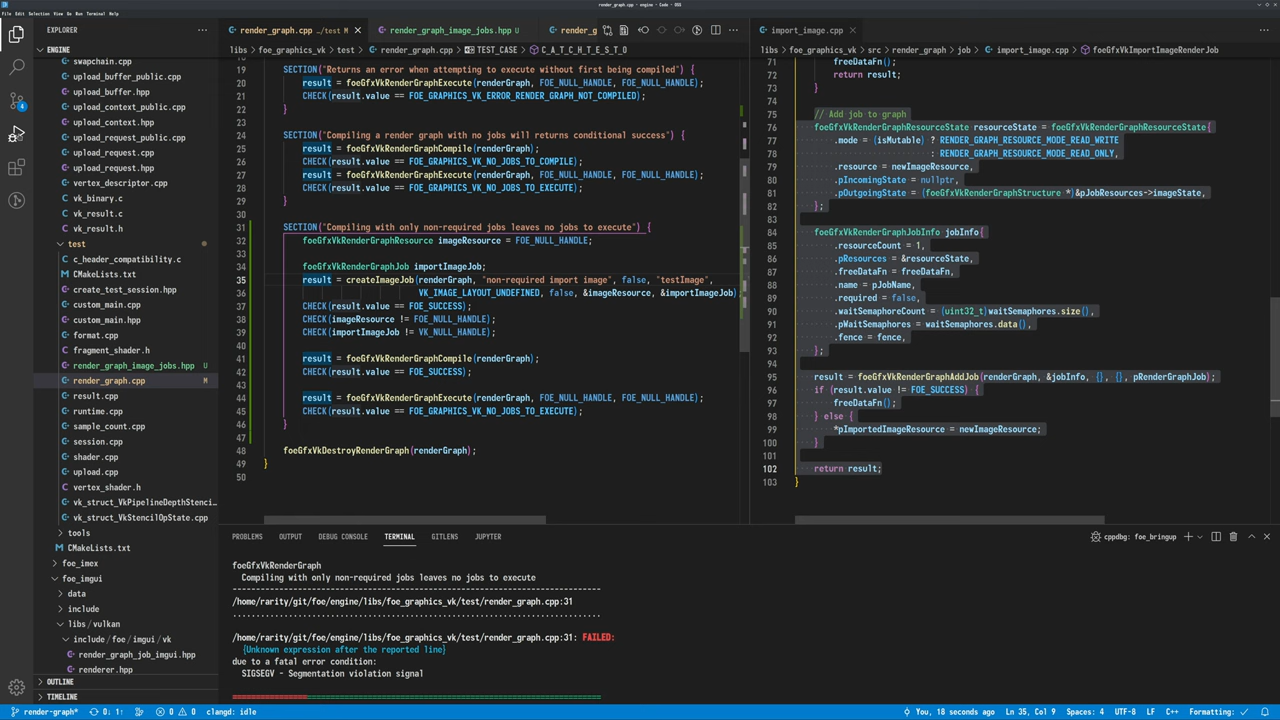 render_graph.cpp - engine - Code - OSS
File Edit Selection View Go Run Terminal Help
EXPLORER
ENGINE
swapchain.cpp
upload_buffer_public.cpp
upload_buffer.hpp
upload_context_public.cpp
upload_context.hpp
upload_request_public.cpp
upload_request.cpp
upload_request.hpp
vertex_descriptor.cpp
vk_binary.c
vk_result.c
vk_result.h
test
c_header_compatibility.c
CMakeLists.txt
create_test_session.hpp
custom_main.cpp
custom_main.hpp
format.cpp
fragment_shader.h
render_graph_image_jobs.hpp U
render_graph.cpp M
result.cpp
runtime.cpp
sample_count.cpp
session.cpp
shader.cpp
upload.cpp
vertex_shader.h
vk_struct_VkPipelineDepthStenci...
vk_struct_VkStencilOpState.cpp
tools
CMakeLists.txt
foe_imex
foe_imgui
data
include
libs / vulkan
include / foe / imgui / vk
render_graph_job_imgui.hpp
renderer.hpp
OUTLINE
TIMELINE
render_graph.cpp .../test M
render_graph_image_jobs.hpp U
render_g
libs > foe_graphics_vk > test > render_graph.cpp > TEST_CASE > C_A_T_C_H_T_E_S_T_0
18
19 SECTION("Returns an error when attempting to execute without first being compiled") {
20 result = foeGfxVkRenderGraphExecute(renderGraph, FOE_NULL_HANDLE, FOE_NULL_HANDLE);
21 CHECK(result.value == FOE_GRAPHICS_VK_ERROR_RENDER_GRAPH_NOT_COMPILED);
22 }
23
24 SECTION("Compiling a render graph with no jobs will returns conditional success") {
25 result = foeGfxVkRenderGraphCompile(renderGraph);
26 CHECK(result.value == FOE_GRAPHICS_VK_NO_JOBS_TO_COMPILE);
27 result = foeGfxVkRenderGraphExecute(renderGraph, FOE_NULL_HANDLE, FOE_NULL_HANDLE);
28 CHECK(result.value == FOE_GRAPHICS_VK_NO_JOBS_TO_EXECUTE);
29 }
30
31 SECTION("Compiling with only non-required jobs leaves no jobs to execute") {
32 foeGfxVkRenderGraphResource imageResource = FOE_NULL_HANDLE;
33
34 foeGfxVkRenderGraphJob importImageJob;
35 result = createImageJob(renderGraph, "non-required import image", false, "testImage",
36 VK_IMAGE_LAYOUT_UNDEFINED, false, &imageResource, &importImageJob)
37 CHECK(result.value == FOE_SUCCESS);
38 CHECK(imageResource != FOE_NULL_HANDLE);
39 CHECK(importImageJob != VK_NULL_HANDLE);
40
41 result = foeGfxVkRenderGraphCompile(renderGraph);
42 CHECK(result.value == FOE_SUCCESS);
43
44 result = foeGfxVkRenderGraphExecute(renderGraph, FOE_NULL_HANDLE, FOE_NULL_HANDLE);
45 CHECK(result.value == FOE_GRAPHICS_VK_NO_JOBS_TO_EXECUTE);
46 }
47
48 foeGfxVkDestroyRenderGraph(renderGraph);
49 }
50
import_image.cpp
libs > foe_graphics_vk > src > render_graph > job > import_image.cpp > foeGfxVkImportImageRenderJob
71 freeDataFn();
72 return result;
73 }
74
75 // Add job to graph
76 foeGfxVkRenderGraphResourceState resourceState = foeGfxVkRenderGraphResourceState{
77 .mode = (isMutable) ? RENDER_GRAPH_RESOURCE_MODE_READ_WRITE
78 : RENDER_GRAPH_RESOURCE_MODE_READ_ONLY,
79 .resource = newImageResource,
80 .pIncomingState = nullptr,
81 .pOutgoingState = (foeGfxVkRenderGraphStructure *)&pJobResources->imageState,
82 };
83
84 foeGfxVkRenderGraphJobInfo jobInfo{
85 .resourceCount = 1,
86 .pResources = &resourceState,
87 .freeDataFn = freeDataFn,
88 .name = pJobName,
89 .required = false,
90 .waitSemaphoreCount = (uint32_t)waitSemaphores.size(),
91 .pWaitSemaphores = waitSemaphores.data(),
92 .fence = fence,
93 };
94
95 result = foeGfxVkRenderGraphAddJob(renderGraph, &jobInfo, {}, {}, pRenderGraphJob);
96 if (result.value != FOE_SUCCESS) {
97 freeDataFn();
98 } else {
99 *pImportedImageResource = newImageResource;
100 }
101
102 return result;
103 }
PROBLEMS OUTPUT DEBUG CONSOLE TERMINAL GITLENS JUPYTER
cppdbg: foe_bringup
foeGfxVkRenderGraph
Compiling with only non-required jobs leaves no jobs to execute
-------------------------------------------------------------------------------
/home/rarity/git/foe/engine/libs/foe_graphics_vk/test/render_graph.cpp:31
...............................................................................
/home/rarity/git/foe/engine/libs/foe_graphics_vk/test/render_graph.cpp:31: FAILED:
{Unknown expression after the reported line}
due to a fatal error condition:
SIGSEGV - Segmentation violation signal
===============================================================================
render-graph* 0↓ 1↑ 0 0 clangd: idle
You, 18 seconds ago Ln 35, Col 9 Spaces: 4 UTF-8 LF C++ Formatting: ✓